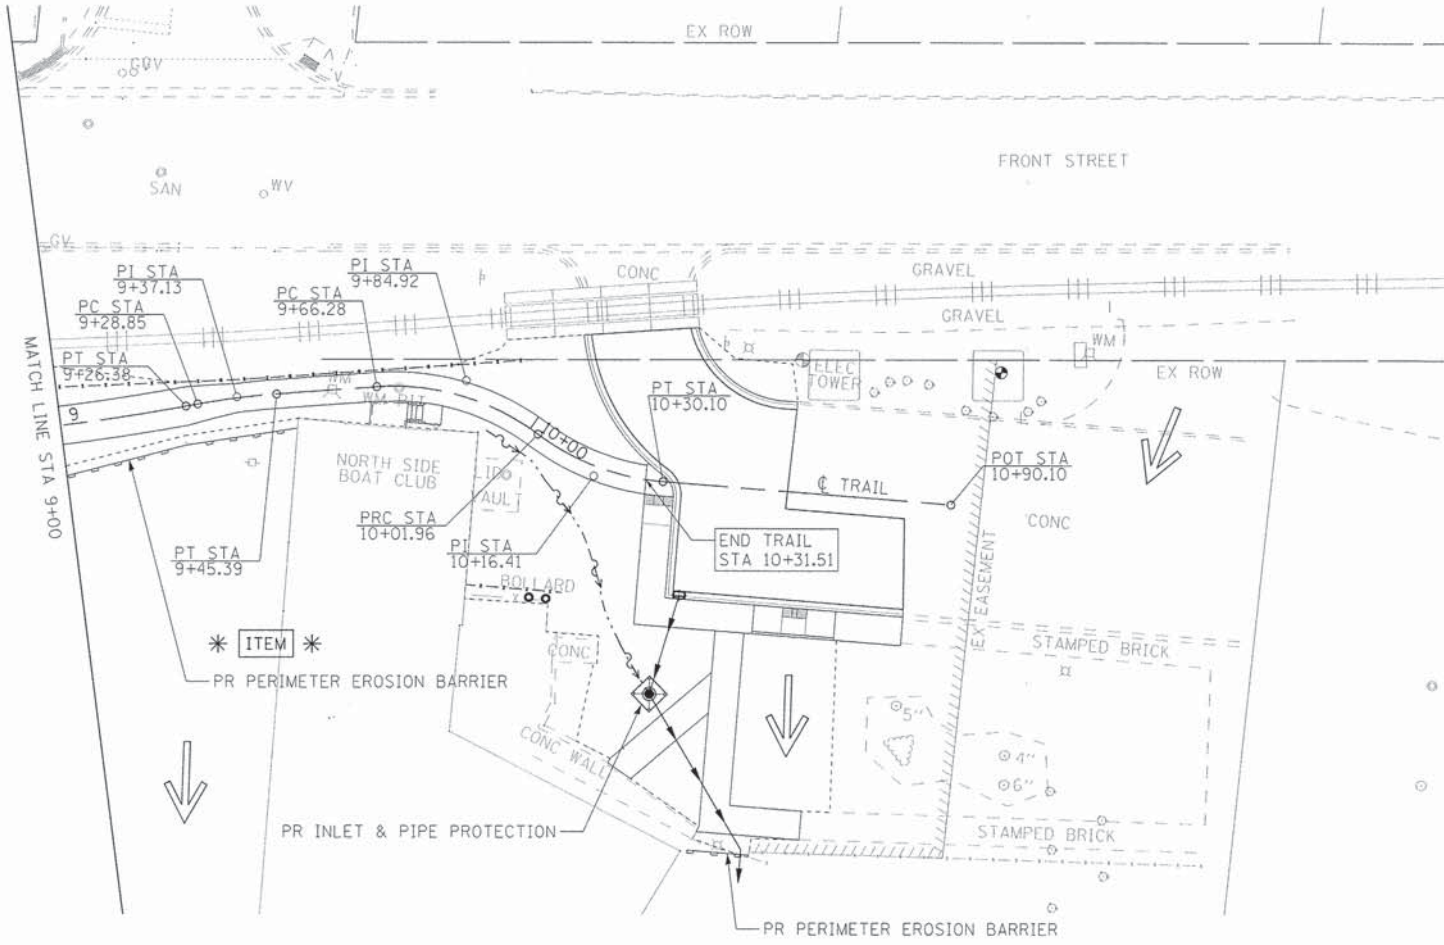 EX ROW
GV
FRONT STREET
SAN
WV
GV
PI STA
9+37.13
PI STA
9+84.92
CONC
GRAVEL
PC STA
9+28.85
PC STA
9+66.28
GRAVEL
MATCH LINE STA 9+00
PT STA
9+26.38
WM
WM
EX ROW
ELEC
TOWER
WM PIT
PT STA
10+30.10
9
10+00
NORTH SIDE
BOAT CLUB
POT STA
10+90.10
℄ TRAIL
AULT
PRC STA
10+01.96
CONC
PI STA
10+16.41
PT STA
9+45.39
END TRAIL
STA 10+31.51
BOLLARD
EX EASEMENT
* ITEM *
STAMPED BRICK
CONC
PR PERIMETER EROSION BARRIER
5"
CONC WALL
4"
6"
PR INLET & PIPE PROTECTION
STAMPED BRICK
PR PERIMETER EROSION BARRIER